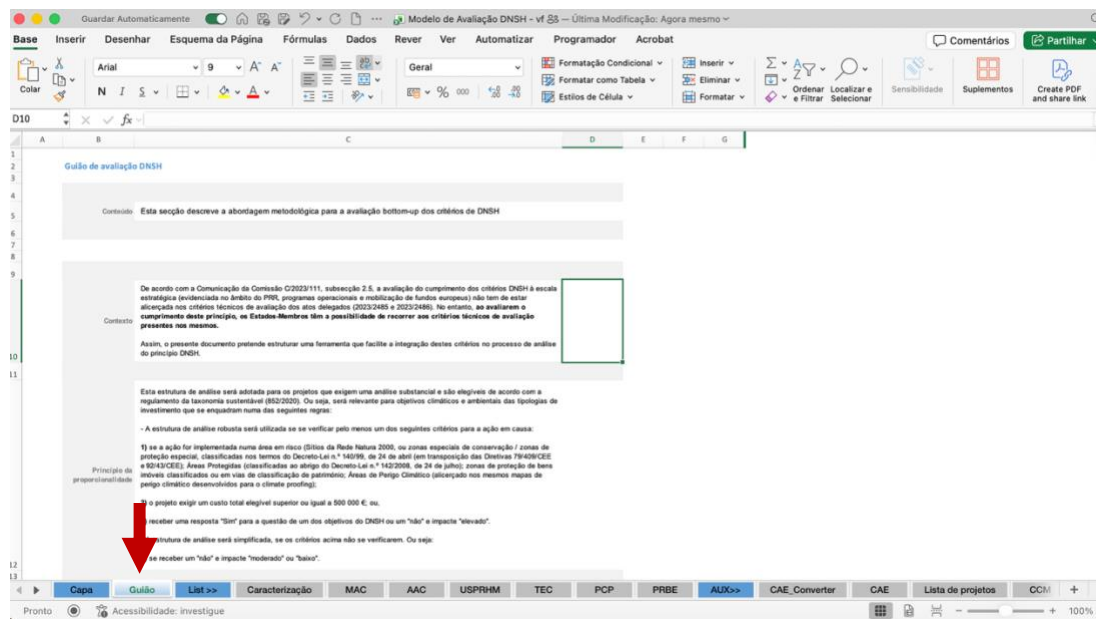 Guardar Automaticamente
Modelo de Avaliação DNSH - vf
— Última Modificação: Agora mesmo
Base Inserir Desenhar Esquema da Página Fórmulas Dados Rever Ver Automatizar Programador Acrobat
Comentários Partilhar
Colar
Arial 9
A A
N I S
Geral
% 000
Formatação Condicional
Formatar como Tabela
Estilos de Célula
Inserir
Eliminar
Formatar
Ordenar e Filtrar
Localizar e Selecionar
Sensibilidade
Suplementos
Create PDF and share link
D10 fx
A B C D E F G
1
2 Guião de avaliação DNSH
3
4
5 Conteúdo Esta secção descreve a abordagem metodológica para a avaliação bottom-up dos critérios de DNSH
6
7
8
9
De acordo com a Comunicação da Comissão C/2023/111, subsecção 2.5, a avaliação do cumprimento dos critérios DNSH à escala
estratégica (evidenciada no âmbito do PRR, programas operacionais e mobilização de fundos europeus) não tem de estar
alicerçada nos critérios técnicos de avaliação dos atos delegados (2023/2485 e 2023/2486). No entanto, ao avaliarem o
Contexto cumprimento deste princípio, os Estados-Membros têm a possibilidade de recorrer aos critérios técnicos de avaliação
presentes nos mesmos.
Assim, o presente documento pretende estruturar uma ferramenta que facilite a integração destes critérios no processo de análise
10 do princípio DNSH.
11
Esta estrutura de análise será adotada para os projetos que exigem uma análise substancial e são elegíveis de acordo com a
regulamento da taxonomia sustentável (852/2020). Ou seja, será relevante para objetivos climáticos e ambientais das tipologias de
investimento que se enquadram numa das seguintes regras:
- A estrutura de análise robusta será utilizada se se verificar pelo menos um dos seguintes critérios para a ação em causa:
1) se a ação for implementada numa área em risco (Sítios da Rede Natura 2000, ou zonas especiais de conservação / zonas de
proteção especial, classificadas nos termos do Decreto-Lei n.º 140/99, de 24 de abril (em transposição das Diretivas 79/409/CEE
e 92/43/CEE); Áreas Protegidas (classificadas ao abrigo do Decreto-Lei n.º 142/2008, de 24 de julho); zonas de proteção de bens
Princípio da proporcionalidade
imóveis classificados ou em vias de classificação de património; Áreas de Perigo Climático (alicerçado nos mesmos mapas de
perigo climático desenvolvidos para o climate proofing);
o projeto exigir um custo total elegível superior ou igual a 500 000 €; ou,
receber uma resposta "Sim" para a questão de um dos objetivos do DNSH ou um "não" e impacte "elevado".
estrutura de análise será simplificada, se os critérios acima não se verificarem. Ou seja:
se receber um "não" e impacte "moderado" ou "baixo".
12
13
Capa Guião List >> Caracterização MAC AAC USPRHM TEC PCP PRBE AUX>> CAE_Converter CAE Lista de projetos CCM +
Pronto Acessibilidade: investigue 100%